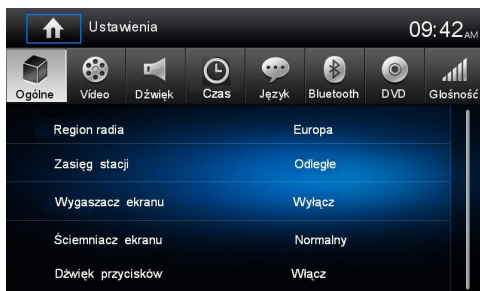 Ustawienia 09:42AM
Ogólne Vídeo Dźwięk Czas Język Bluetooth DVD Głośność
Region radia Europa
Zasięg stacji Odległe
Wygaszacz ekranu Wyłącz
Ściemniacz ekranu Normalny
Dźwięk przycisków Włącz